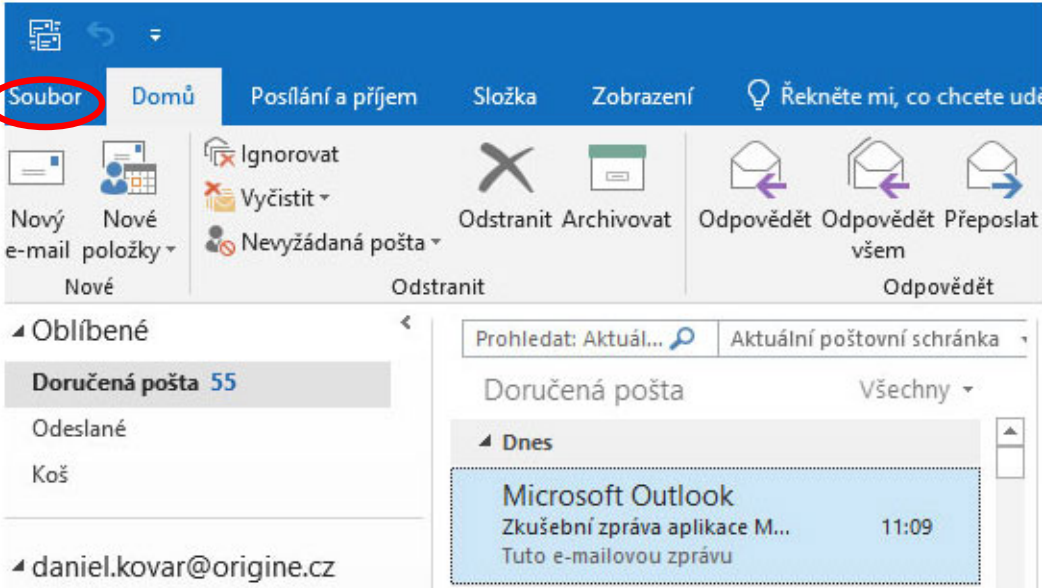 Soubor Domů Posílání a příjem Složka Zobrazení Řekněte mi, co chcete
Nový e-mail
Nové položky
Ignorovat
Vyčistit
Nevyžádaná pošta
Odstranit
Archivovat
Odpovědět
Odpovědět všem
Přeposlat
Nové
Odstranit
Odpovědět
Oblíbené
Doručená pošta 55
Odeslané
Koš
daniel.kovar@origine.cz
Prohledat: Aktuál...
Aktuální poštovní schránka
Doručená pošta
Všechny
Dnes
Microsoft Outlook
Zkušební zpráva aplikace M... 11:09
Tuto e-mailovou zprávu